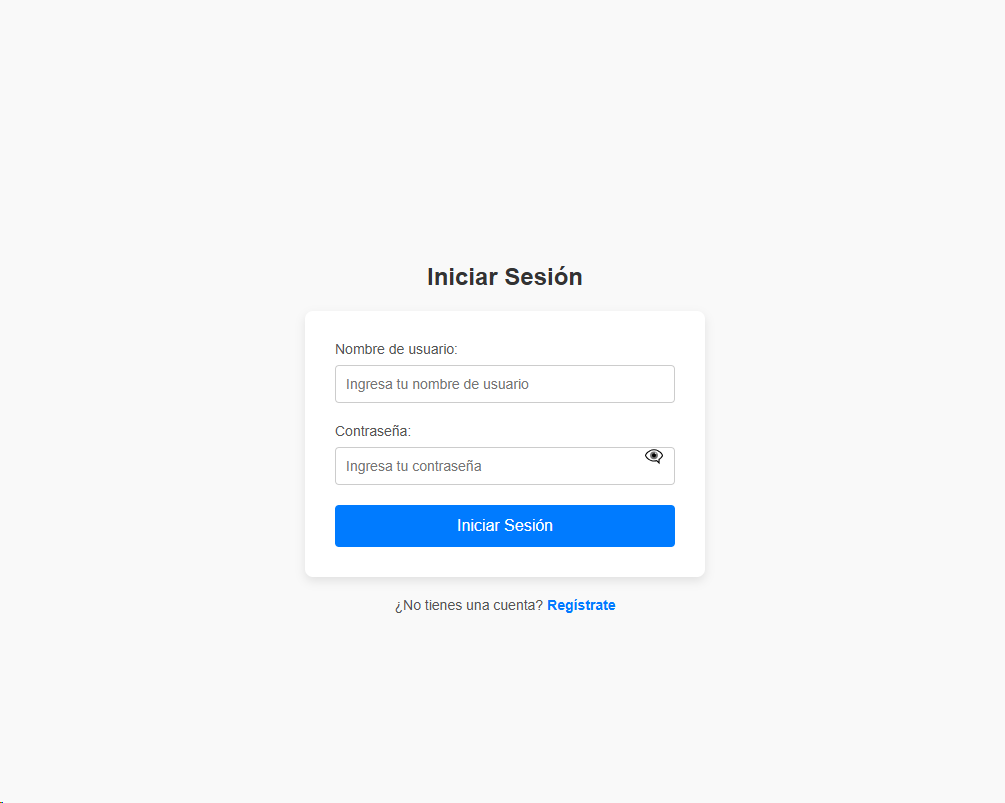 Iniciar Sesión
Nombre de usuario:
Ingresa tu nombre de usuario
Contraseña:
Ingresa tu contraseña
Iniciar Sesión
¿No tienes una cuenta? Regístrate